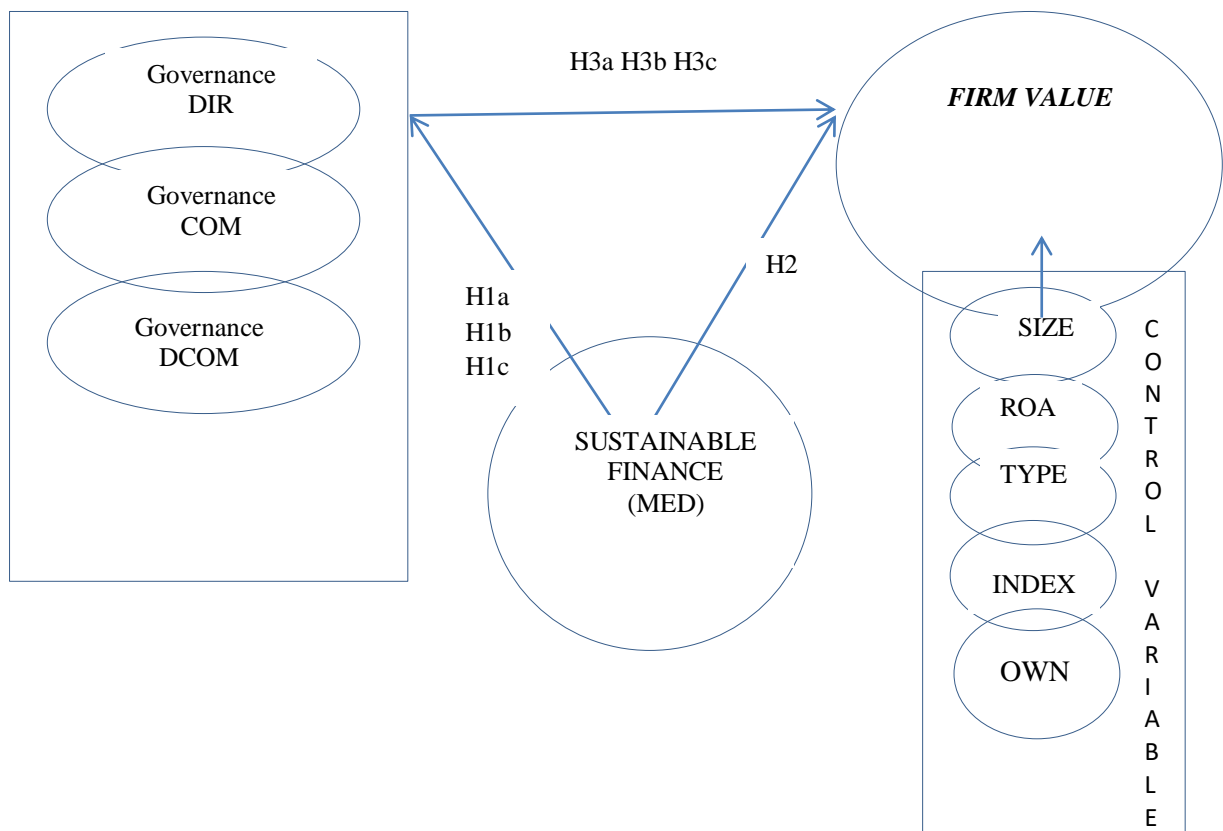 Governance
DIR
Governance
COM
Governance
DCOM
H3a H3b H3c
FIRM VALUE
H1a
H1b
H1c
H2
SUSTAINABLE
FINANCE
(MED)
SIZE
ROA
TYPE
INDEX
OWN
C
O
N
T
R
O
L
V
A
R
I
A
B
L
E